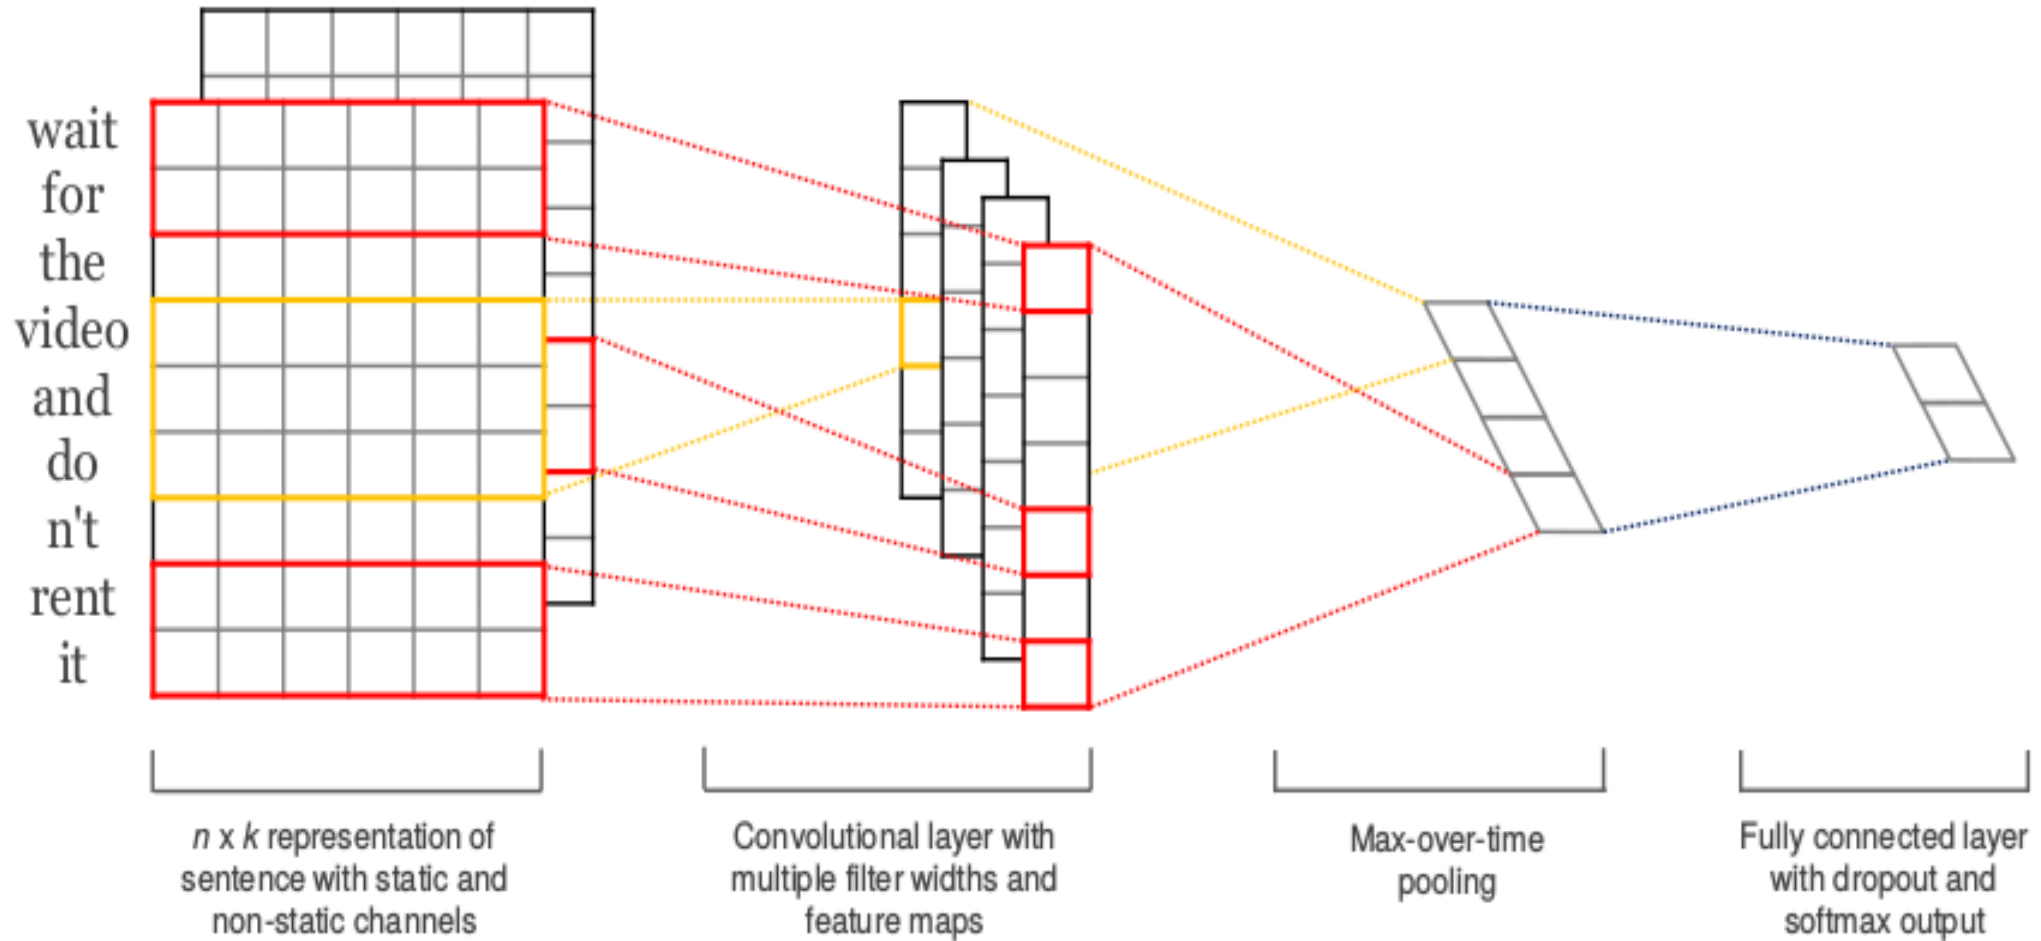 wait
for
the
video
and
do
n't
rent
it
n x k representation of
sentence with static and
non-static channels
Convolutional layer with
multiple filter widths and
feature maps
Max-over-time
pooling
Fully connected layer
with dropout and
softmax output